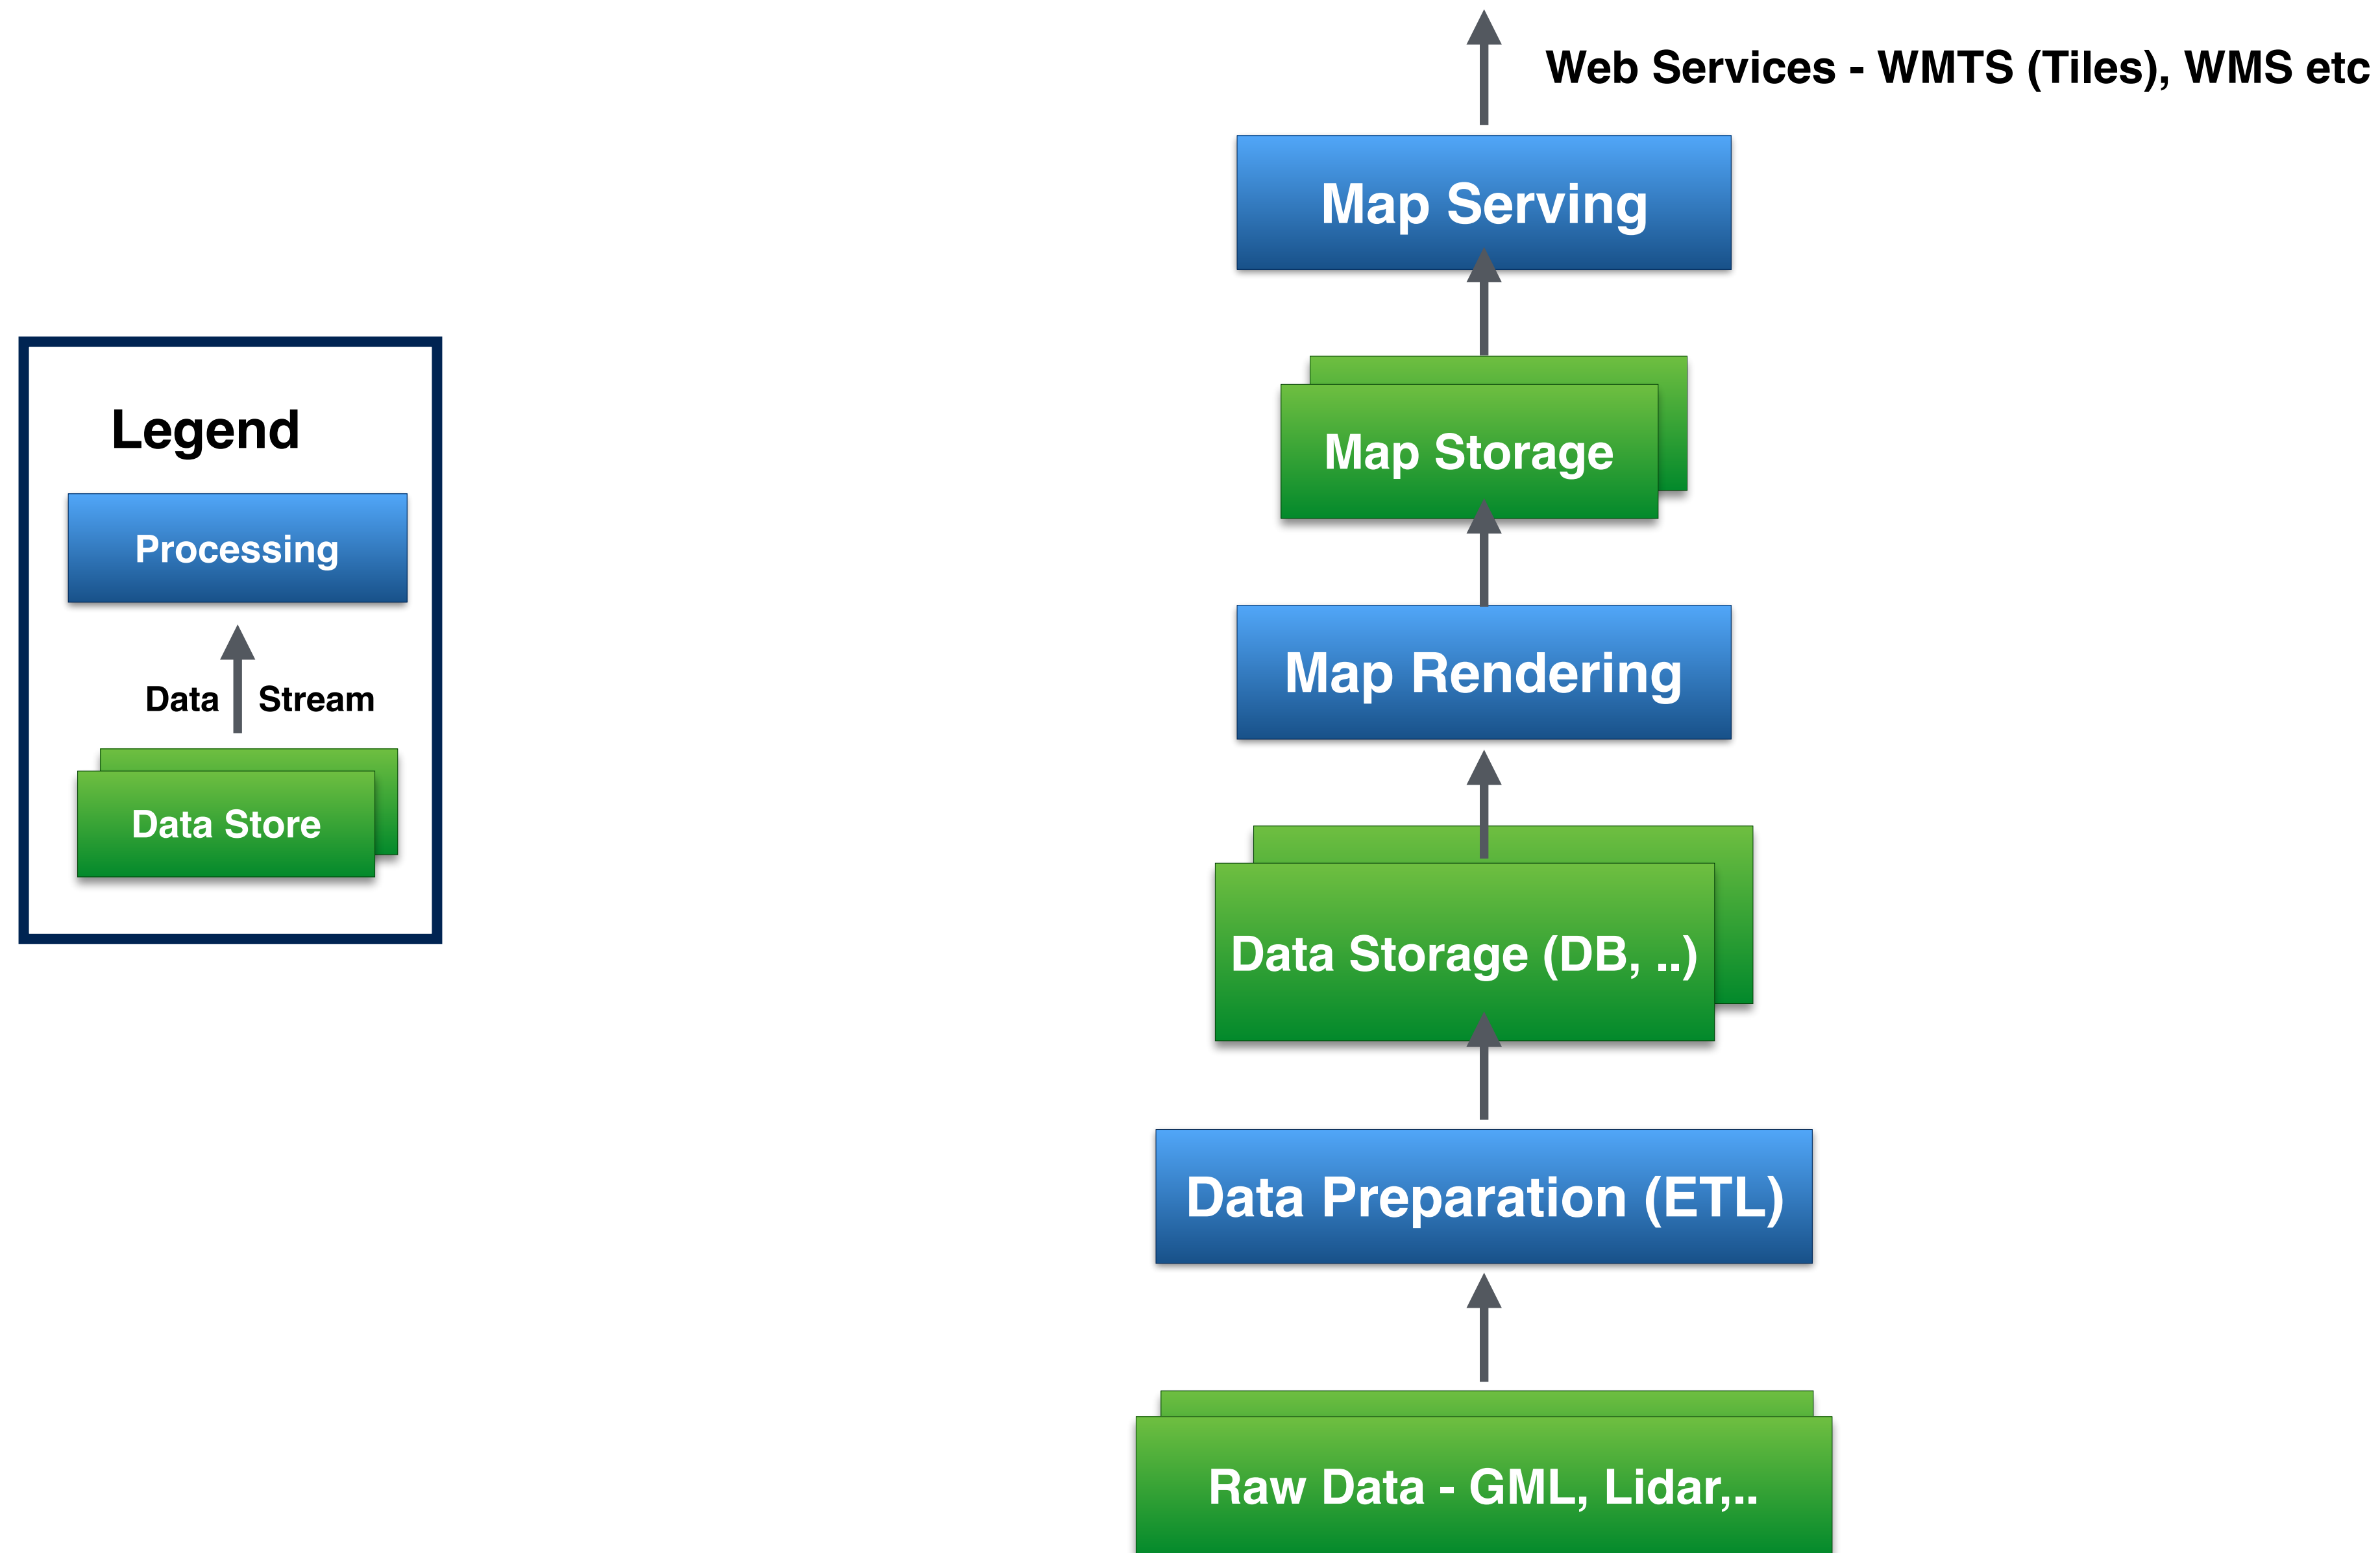 Web Services - WMTS (Tiles), WMS etc
Map Serving
Map Storage
Map Rendering
Data Storage (DB, ..)
Data Preparation (ETL)
Raw Data - GML, Lidar,..
Legend
Processing
Data Stream
Data Store